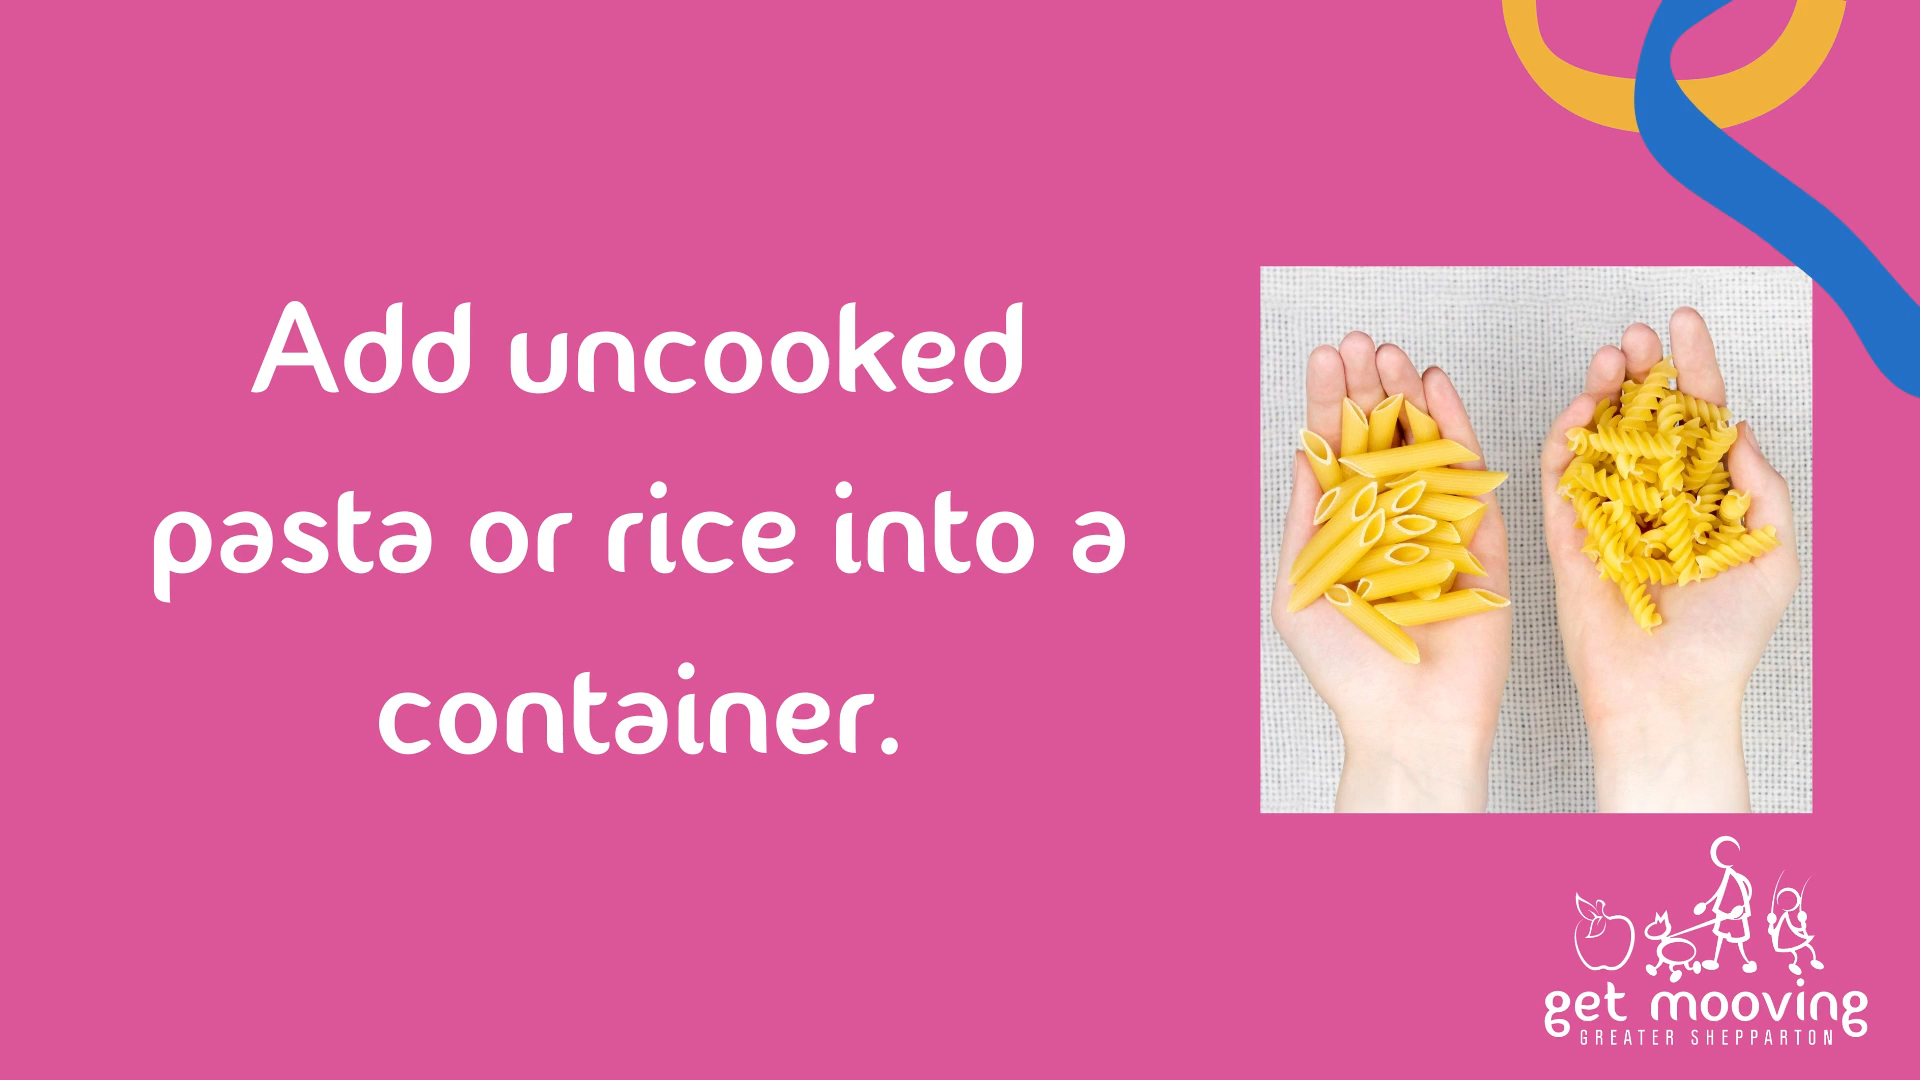 Add uncooked
pasta or rice into a
container.
get mooving
GREATER SHEPPARTON